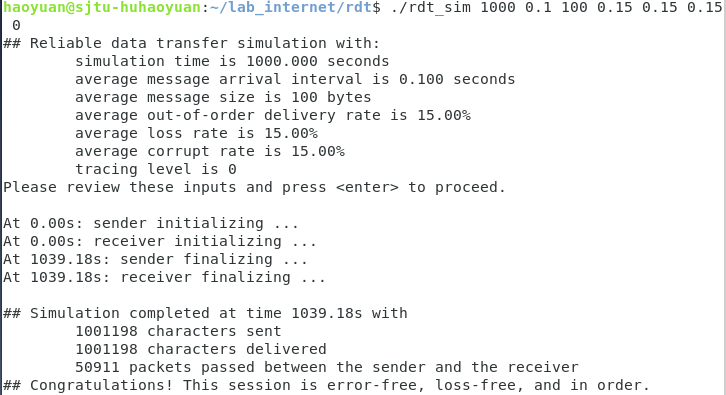 haoyuan@sjtu-huhaoyuan:~/lab_internet/rdt$ ./rdt_sim 1000 0.1 100 0.15 0.15 0.15
0
## Reliable data transfer simulation with:
simulation time is 1000.000 seconds
average message arrival interval is 0.100 seconds
average message size is 100 bytes
average out-of-order delivery rate is 15.00%
average loss rate is 15.00%
average corrupt rate is 15.00%
tracing level is 0
Please review these inputs and press <enter> to proceed.
At 0.00s: sender initializing ...
At 0.00s: receiver initializing ...
At 1039.18s: sender finalizing ...
At 1039.18s: receiver finalizing ...
## Simulation completed at time 1039.18s with
1001198 characters sent
1001198 characters delivered
50911 packets passed between the sender and the receiver
## Congratulations! This session is error-free, loss-free, and in order.